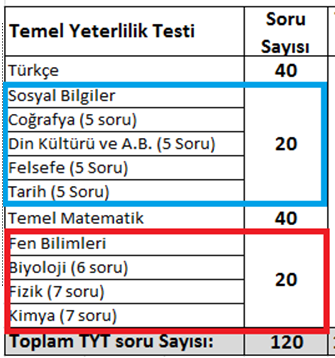 Temel Yeterlilik Testi
Soru
Sayısı
Türkçe
40
Sosyal Bilgiler
Coğrafya (5 soru)
Din Kültürü ve A.B. (5 Soru)
Felsefe (5 Soru)
Tarih (5 Soru)
20
Temel Matematik
40
Fen Bilimleri
Biyoloji (6 soru)
Fizik (7 soru)
Kimya (7 soru)
20
Toplam TYT soru Sayısı:
120